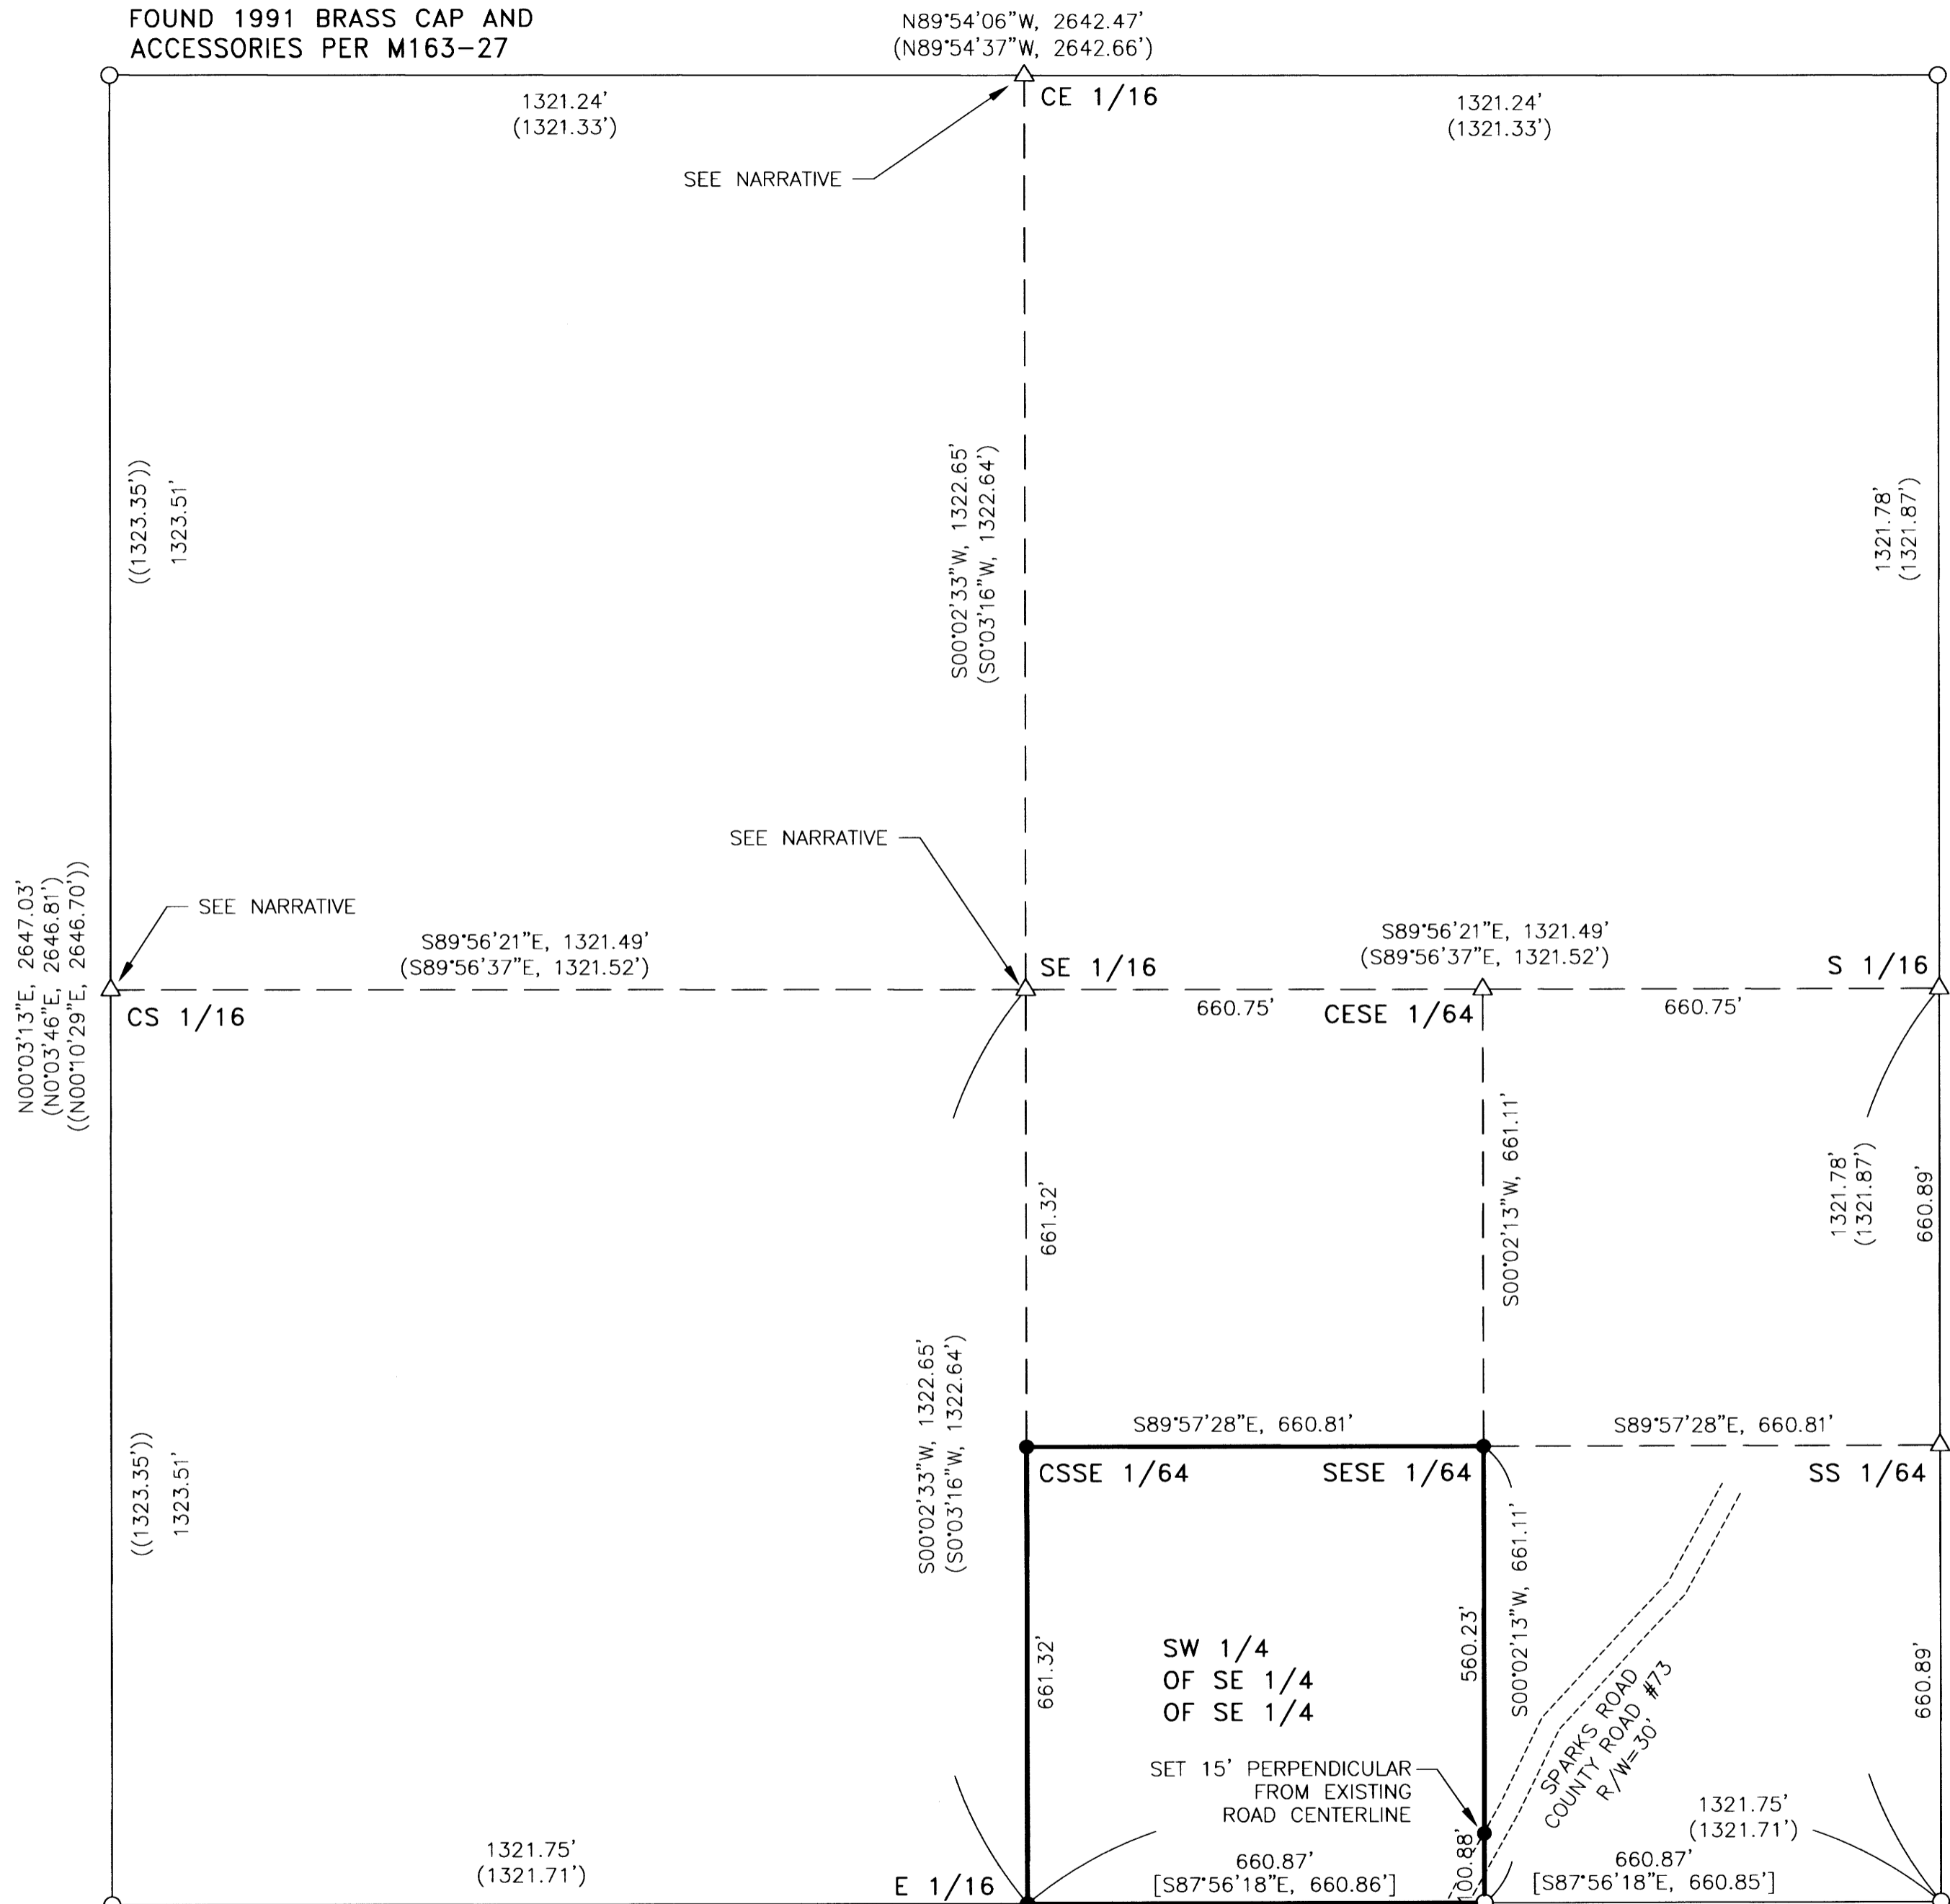 FOUND 1991 BRASS CAP AND
ACCESSORIES PER M163-27
N89°54'06"W, 2642.47'
(N89°54'37"W, 2642.66')
1321.24'
(1321.33')
CE 1/16
1321.24'
(1321.33')
SEE NARRATIVE
((1323.35'))
1323.51'
S00°02'33"W, 1322.65'
(S0°03'16"W, 1322.64')
1321.78'
(1321.87')
SEE NARRATIVE
N00°03'13"E, 2647.03'
(N0°03'46"E, 2646.81')
((N00°10'29"E, 2646.70'))
SEE NARRATIVE
S89°56'21"E, 1321.49'
(S89°56'37"E, 1321.52')
S89°56'21"E, 1321.49'
(S89°56'37"E, 1321.52')
SE 1/16
S 1/16
CS 1/16
660.75'
CESE 1/64
660.75'
661.32'
S00°02'13"W, 661.11'
1321.78'
(1321.87')
660.89'
S00°02'33"W, 1322.65'
(S0°03'16"W, 1322.64')
((1323.35'))
1323.51'
S89°57'28"E, 660.81'
S89°57'28"E, 660.81'
CSSE 1/64
SESE 1/64
SS 1/64
661.32'
SW 1/4
OF SE 1/4
OF SE 1/4
560.23'
S00°02'13"W, 661.11'
SPARKS ROAD
COUNTY ROAD #73
R/W=30'
660.89'
SET 15' PERPENDICULAR
FROM EXISTING
ROAD CENTERLINE
100.88'
1321.75'
(1321.71')
1321.75'
(1321.71')
E 1/16
660.87'
[S87°56'18"E, 660.86']
660.87'
[S87°56'18"E, 660.85']